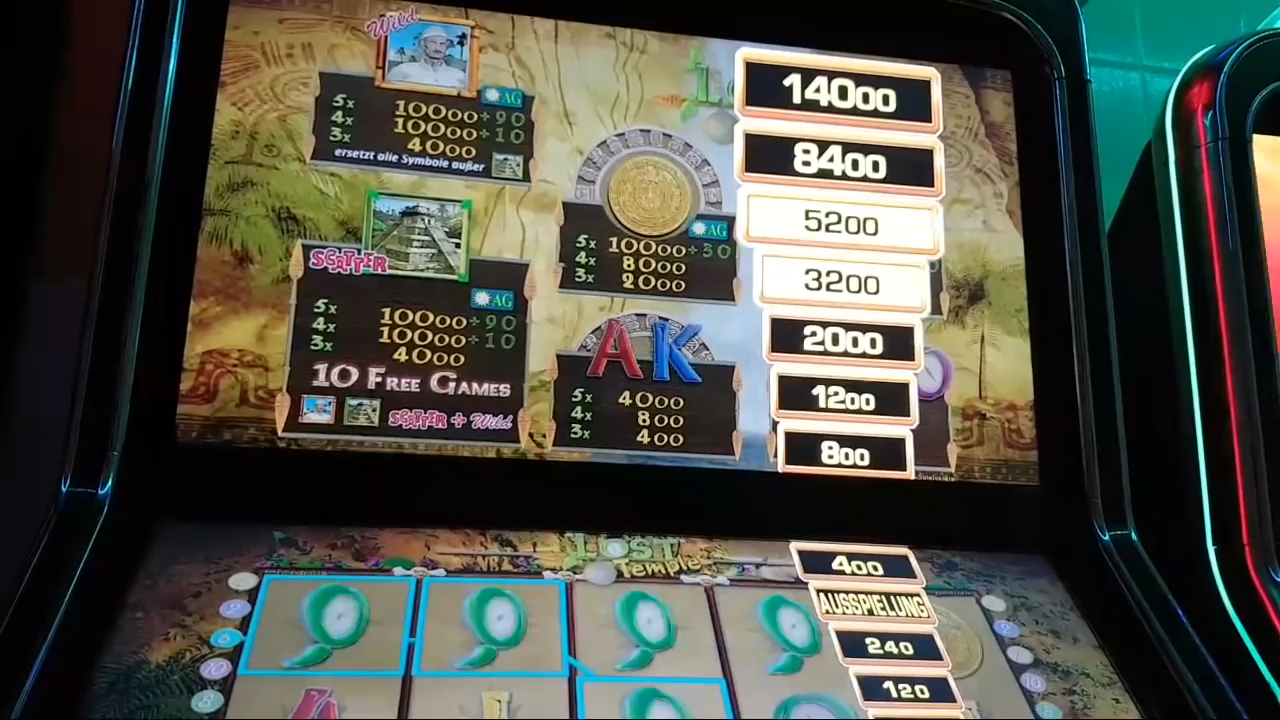 Wild
AG
5x 10000+90
4x 10000+10
3x 4000
ersetzt alle Symbole außer
SCATTER
AG
5x 10000+90
4x 10000+10
3x 4000
10 FREE GAMES
SCATTER + Wild
AG
5x 10000+30
4x 8000
3x 2000
A K
5x 4000
4x 800
3x 400
14000
8400
5200
3200
2000
1200
800
LOST
Temple
400
AUSSPIELUNG
240
120